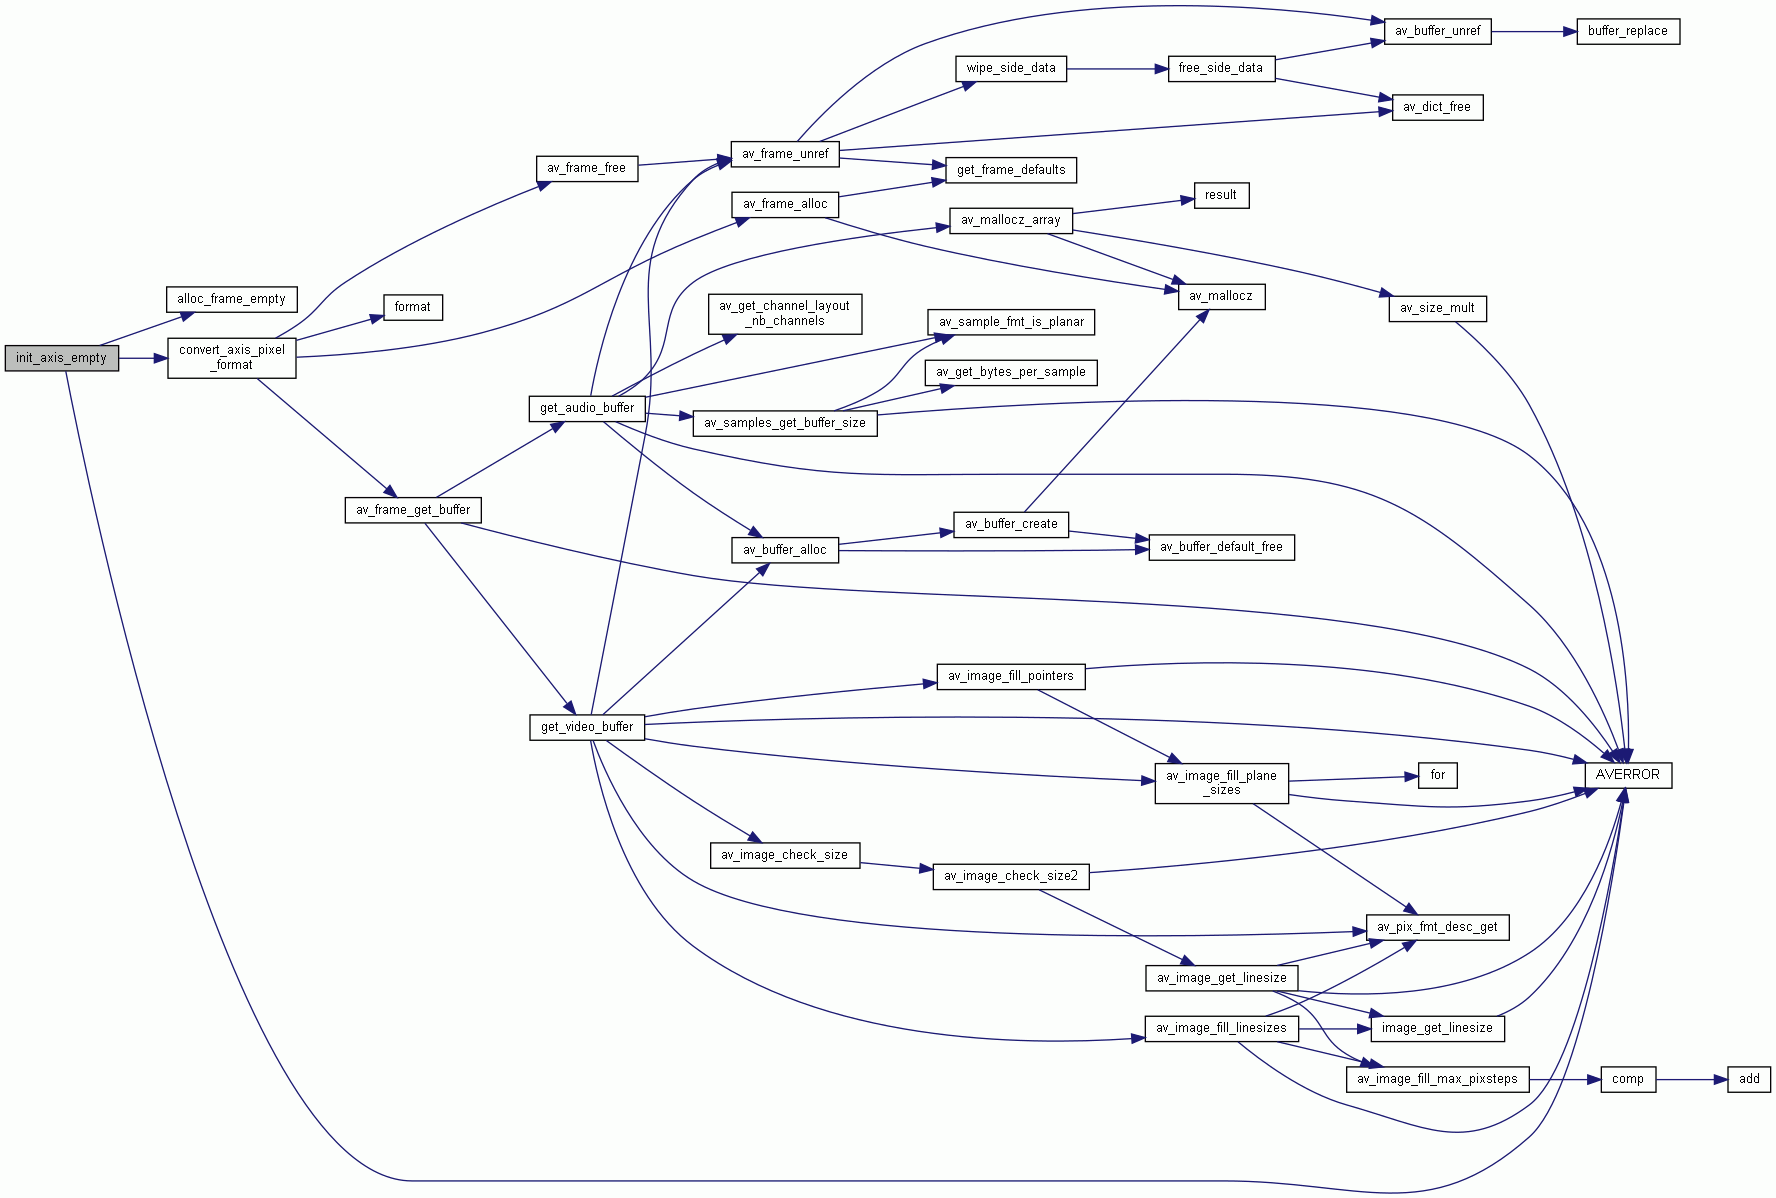 init_axis_empty
alloc_frame_empty
convert_axis_pixel
_format
av_frame_free
format
av_frame_get_buffer
get_audio_buffer
get_video_buffer
av_frame_unref
av_frame_alloc
av_get_channel_layout
_nb_channels
av_samples_get_buffer_size
av_buffer_alloc
av_image_check_size
wipe_side_data
get_frame_defaults
av_mallocz_array
av_sample_fmt_is_planar
av_get_bytes_per_sample
av_buffer_create
av_image_fill_pointers
av_image_check_size2
free_side_data
result
av_mallocz
av_buffer_default_free
av_image_fill_plane
_sizes
av_image_get_linesize
av_image_fill_linesizes
av_buffer_unref
av_dict_free
av_size_mult
for
av_pix_fmt_desc_get
image_get_linesize
av_image_fill_max_pixsteps
buffer_replace
AVERROR
comp
add